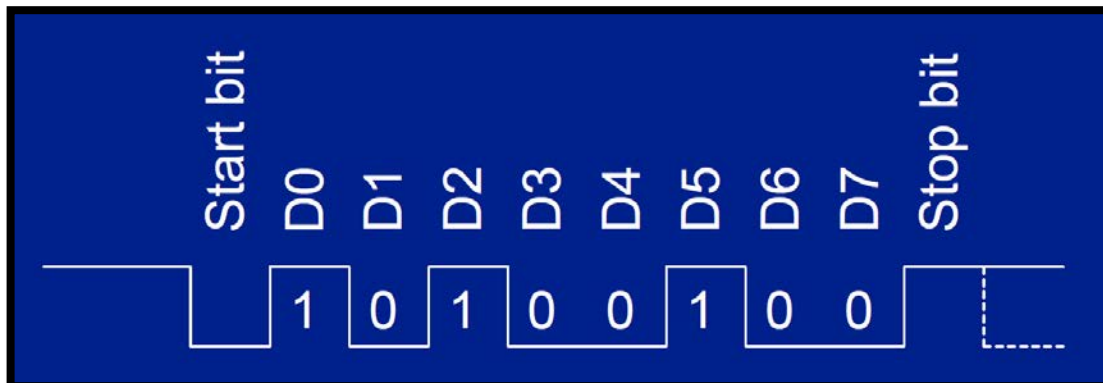 Start bit D0 D1 D2 D3 D4 D5 D6 D7 Stop bit
1 0 1 0 0 1 0 0